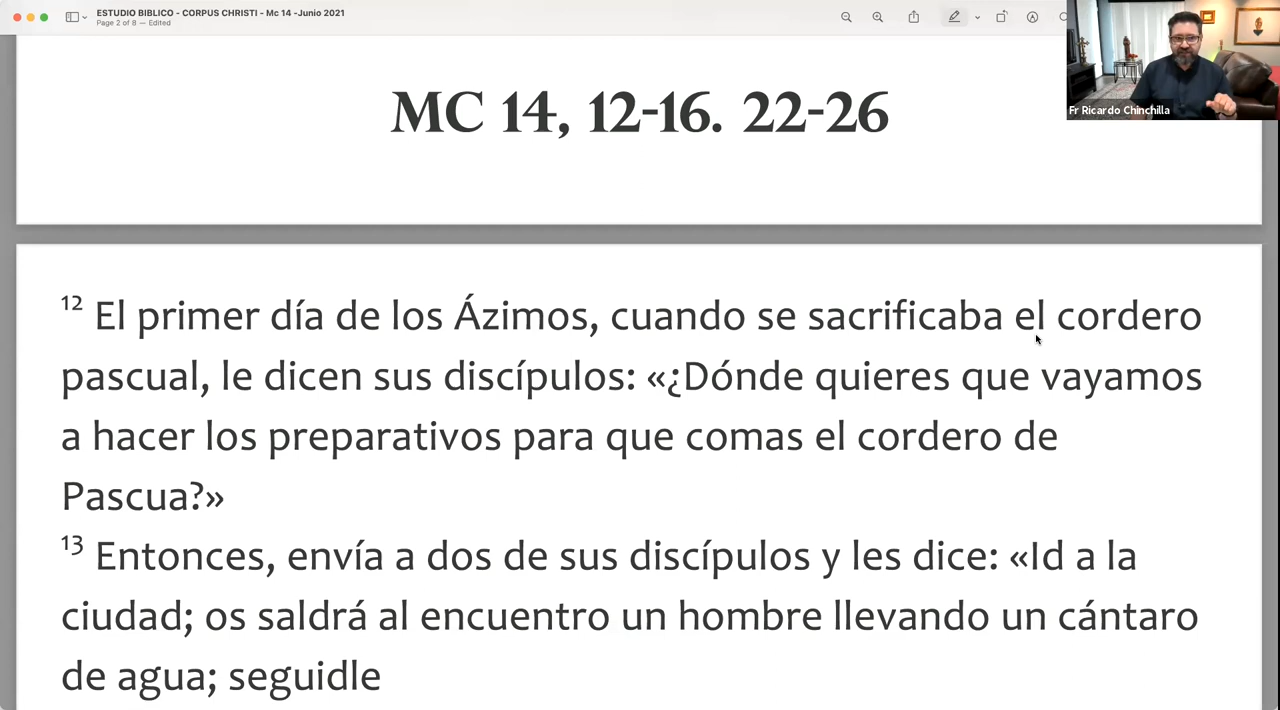 ESTUDIO BIBLICO - CORPUS CHRISTI - Mc 14 -Junio 2021
Page 2 of 8 — Edited
Fr Ricardo Chinchilla
MC 14, 12-16. 22-26
12 El primer día de los Ázimos, cuando se sacrificaba el cordero
pascual, le dicen sus discípulos: «¿Dónde quieres que vayamos
a hacer los preparativos para que comas el cordero de
Pascua?»
13 Entonces, envía a dos de sus discípulos y les dice: «Id a la
ciudad; os saldrá al encuentro un hombre llevando un cántaro
de agua; seguidle